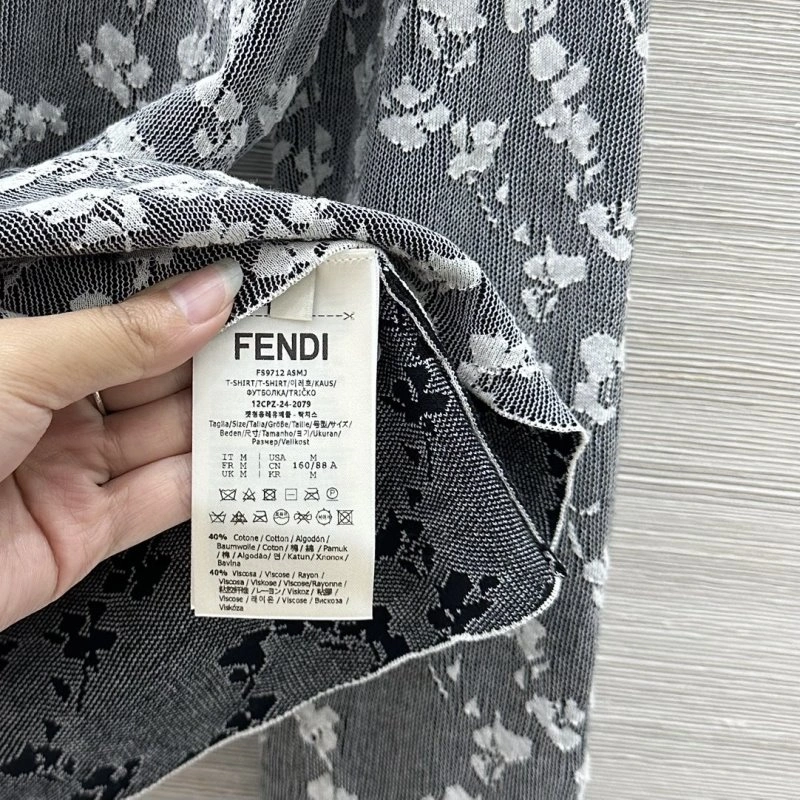 FENDI
FS9712 ASMJ
T-SHIRT/T-SHIRT/티셔츠/KAUS/
ФУТБОЛКА/TRIČKO
12CPZ-24-2079
Taglia/Size/Talla/Größe/Taille/号型/サイズ/
Beden/尺寸/Tamanho/크기/Ukuran/
Размер/Velikost
IT M USA M
FR M CN 160/88 A
UK M KR M
40% Cotone / Cotton / Algodón /
Baumwolle / Coton / 棉 / 綿 / Pamuk
/ 棉 / Algodão / 면 / Katun / Хлопок /
Bavlna
40% Viscosa / Viscose / Rayon /
Viscosa / Viskose / Viscose/Rayonne /
粘胶纤维 / レーヨン / Viskoz / 粘膠 /
Viscose / 레이온 / Viscose / Вискоза /
Viskóza